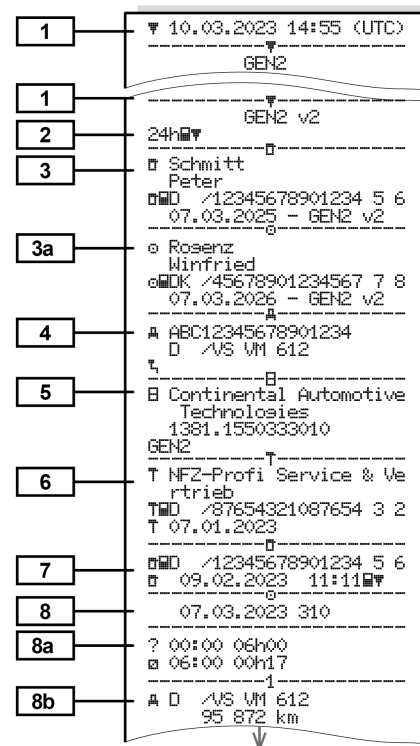 1 ▼ 10.03.2023 14:55 (UTC)
GEN2
1
GEN2 v2
2 24h
3 Schmitt
Peter
D /12345678901234 5 6
07.03.2025 - GEN2 v2
3a Rogenz
Winfried
DK /45678901234567 7 8
07.03.2026 - GEN2 v2
4 ABC12345678901234
D /VS VM 612
5 Continental Automotive
Technologies
1381.1550333010
GEN2
6 T NFZ-Profi Service & Ve
rtrieb
T D /87654321087654 3 2
T 07.01.2023
7 D /12345678901234 5 6
09.02.2023 11:11
8 07.03.2023 310
8a ? 00:00 06h00
06:00 00h17
1
8b D /VS VM 612
95 872 km